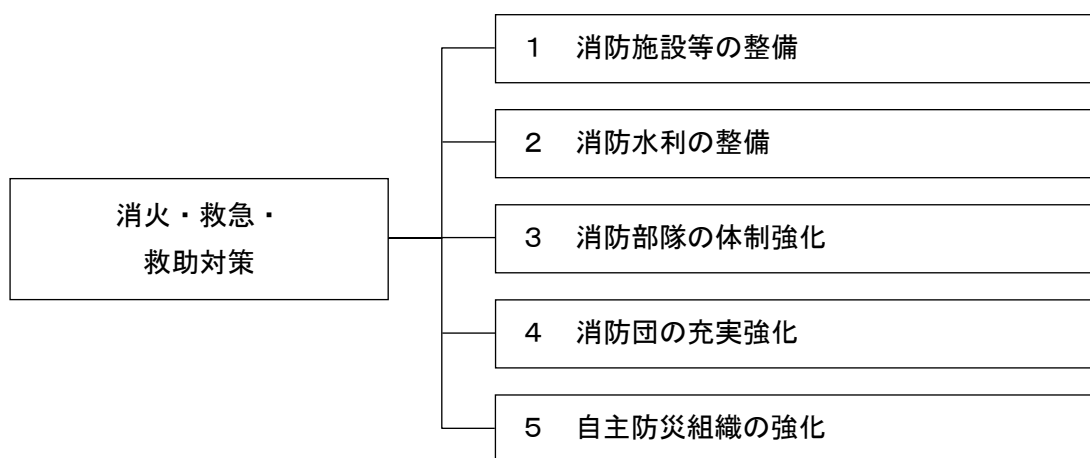 消火・救急・
救助対策
１　消防施設等の整備
２　消防水利の整備
３　消防部隊の体制強化
４　消防団の充実強化
５　自主防災組織の強化